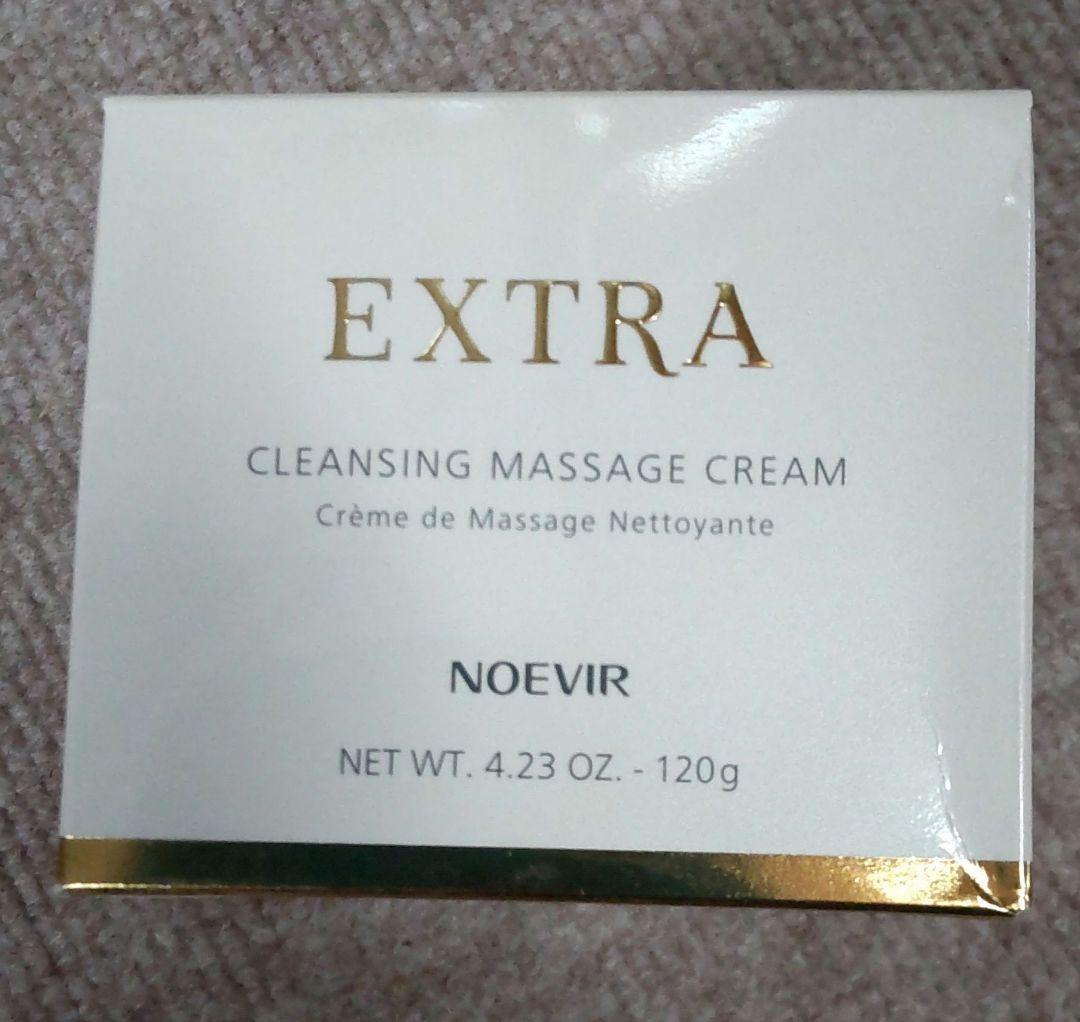 EXTRA
CLEANSING MASSAGE CREAM
Crème de Massage Nettoyante
NOEVIR
NET WT. 4.23 OZ. - 120g